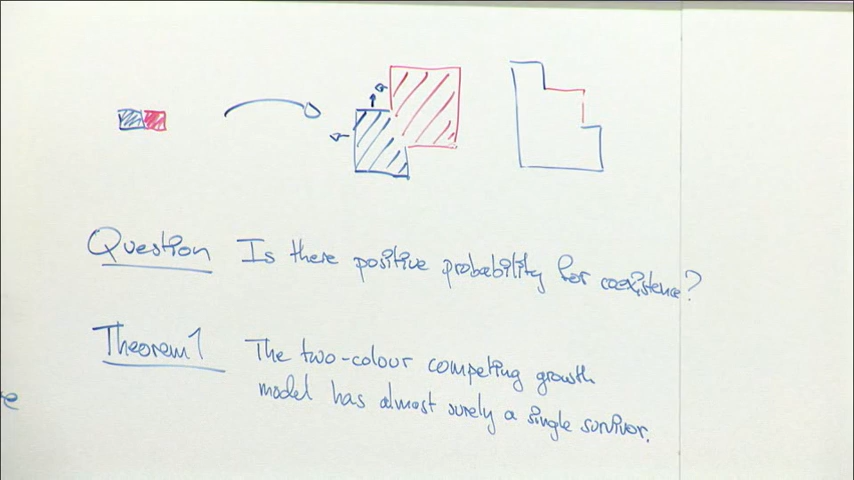 Question Is there positive probability for coexistence?
Theorem 1 The two-colour competing growth
model has almost surely a single survivor.